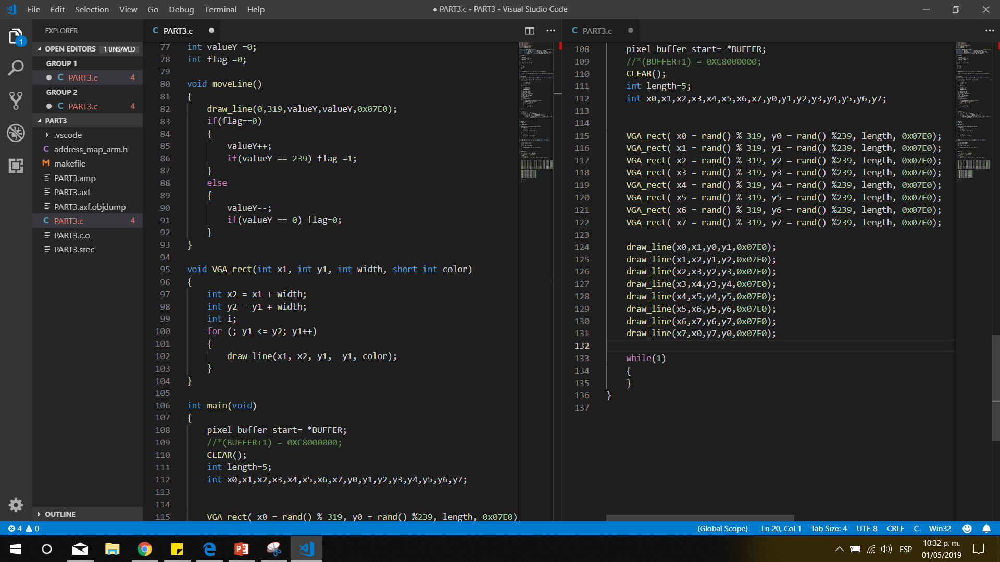 File Edit Selection View Go Debug Terminal Help
● PART3.c - PART3 - Visual Studio Code
EXPLORER
OPEN EDITORS 1 UNSAVED
GROUP 1
C PART3.c 4
GROUP 2
C PART3.c 4
PART3
.vscode
C address_map_arm.h
M makefile
PART3.amp
PART3.axf
PART3.axf.objdump
C PART3.c 4
PART3.c.o
PART3.srec
OUTLINE
1
C PART3.c
77 int valueY =0;
78 int flag =0;
79
80 void moveLine()
81 {
82 draw_line(0,319,valueY,valueY,0x07E0);
83 if(flag==0)
84 {
85 valueY++;
86 if(valueY == 239) flag =1;
87 }
88 else
89 {
90 valueY--;
91 if(valueY == 0) flag=0;
92 }
93 }
94
95 void VGA_rect(int x1, int y1, int width, short int color)
96 {
97 int x2 = x1 + width;
98 int y2 = y1 + width;
99 int i;
100 for (; y1 <= y2; y1++)
101 {
102 draw_line(x1, x2, y1,  y1, color);
103 }
104 }
105
106 int main(void)
107 {
108 pixel_buffer_start= *BUFFER;
109 //*(BUFFER+1) = 0XC8000000;
110 CLEAR();
111 int length=5;
112 int x0,x1,x2,x3,x4,x5,x6,x7,y0,y1,y2,y3,y4,y5,y6,y7;
113
114
115 VGA_rect( x0 = rand() % 319, y0 = rand() %239, length, 0x07E0)
C PART3.c
108 pixel_buffer_start= *BUFFER;
109 //*(BUFFER+1) = 0XC8000000;
110 CLEAR();
111 int length=5;
112 int x0,x1,x2,x3,x4,x5,x6,x7,y0,y1,y2,y3,y4,y5,y6,y7;
113
114
115 VGA_rect( x0 = rand() % 319, y0 = rand() %239, length, 0x07E0);
116 VGA_rect( x1 = rand() % 319, y1 = rand() %239, length, 0x07E0);
117 VGA_rect( x2 = rand() % 319, y2 = rand() %239, length, 0x07E0);
118 VGA_rect( x3 = rand() % 319, y3 = rand() %239, length, 0x07E0);
119 VGA_rect( x4 = rand() % 319, y4 = rand() %239, length, 0x07E0);
120 VGA_rect( x5 = rand() % 319, y5 = rand() %239, length, 0x07E0);
121 VGA_rect( x6 = rand() % 319, y6 = rand() %239, length, 0x07E0);
122 VGA_rect( x7 = rand() % 319, y7 = rand() %239, length, 0x07E0);
123
124 draw_line(x0,x1,y0,y1,0x07E0);
125 draw_line(x1,x2,y1,y2,0x07E0);
126 draw_line(x2,x3,y2,y3,0x07E0);
127 draw_line(x3,x4,y3,y4,0x07E0);
128 draw_line(x4,x5,y4,y5,0x07E0);
129 draw_line(x5,x6,y5,y6,0x07E0);
130 draw_line(x6,x7,y6,y7,0x07E0);
131 draw_line(x7,x0,y7,y0,0x07E0);
132
133 while(1)
134 {
135 }
136 }
137
4 0
(Global Scope) Ln 20, Col 1 Tab Size: 4 UTF-8 CRLF C Win32
ESP
10:32 p. m.
01/05/2019